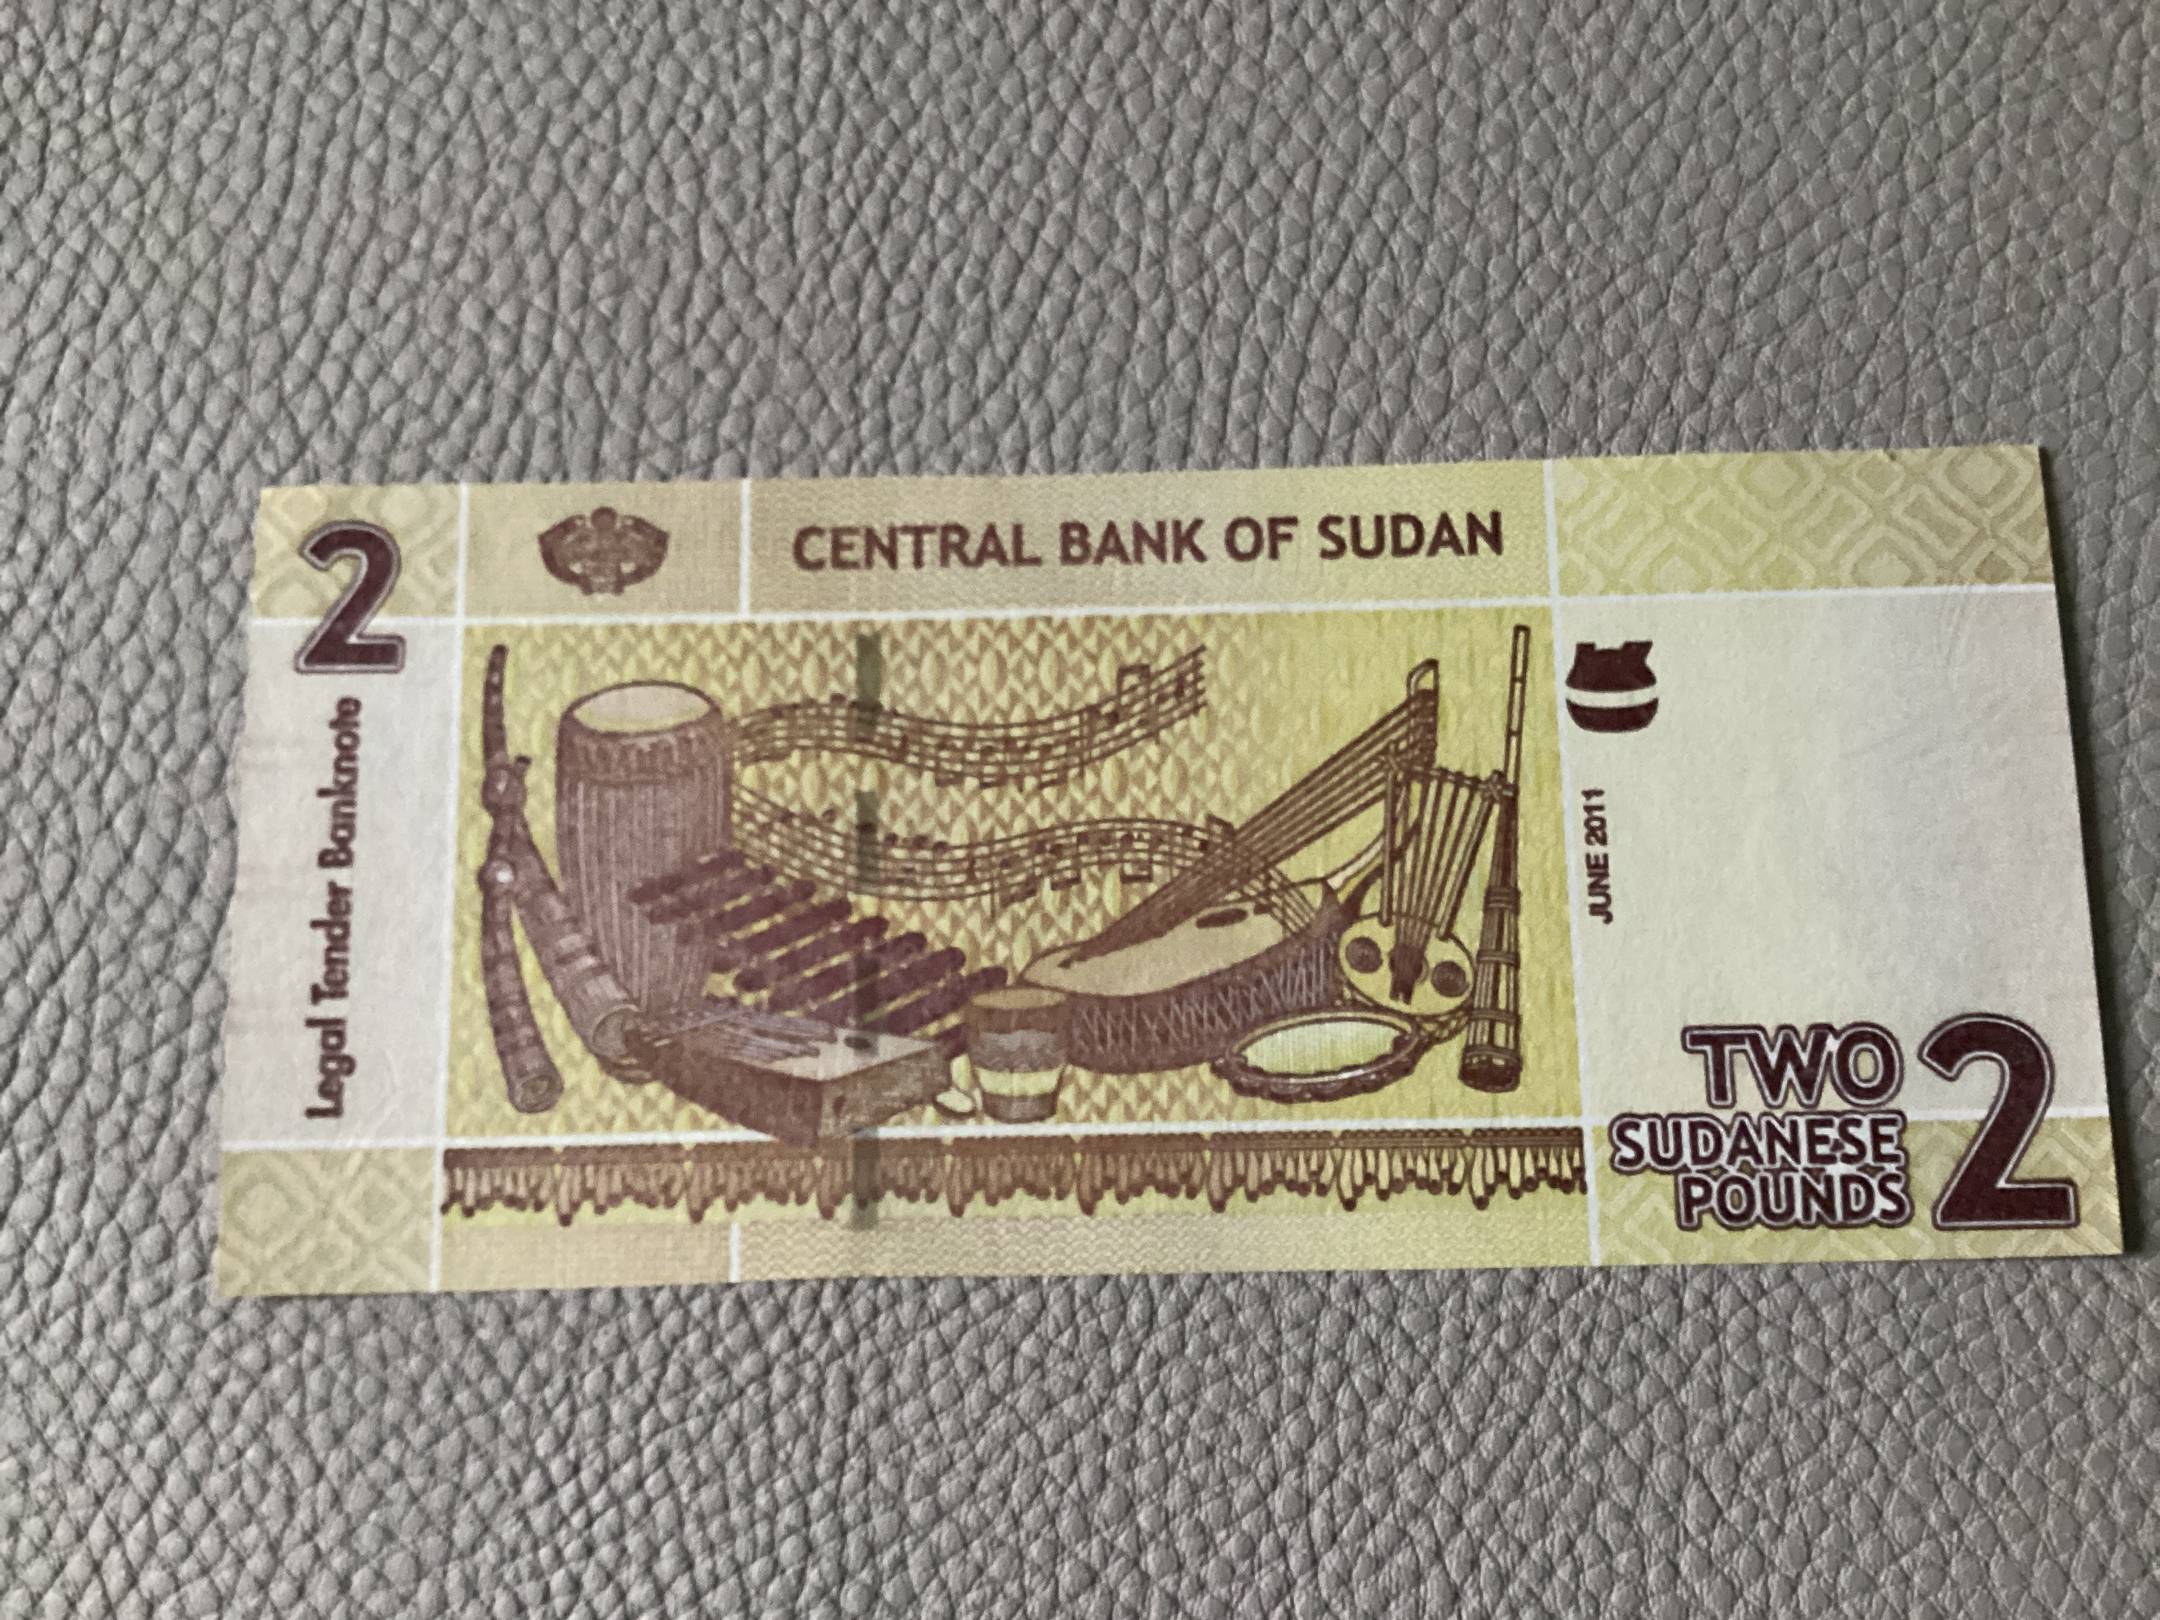 2
CENTRAL BANK OF SUDAN
Legal Tender Banknote
JUNE 2011
TWO
SUDANESE
POUNDS
2